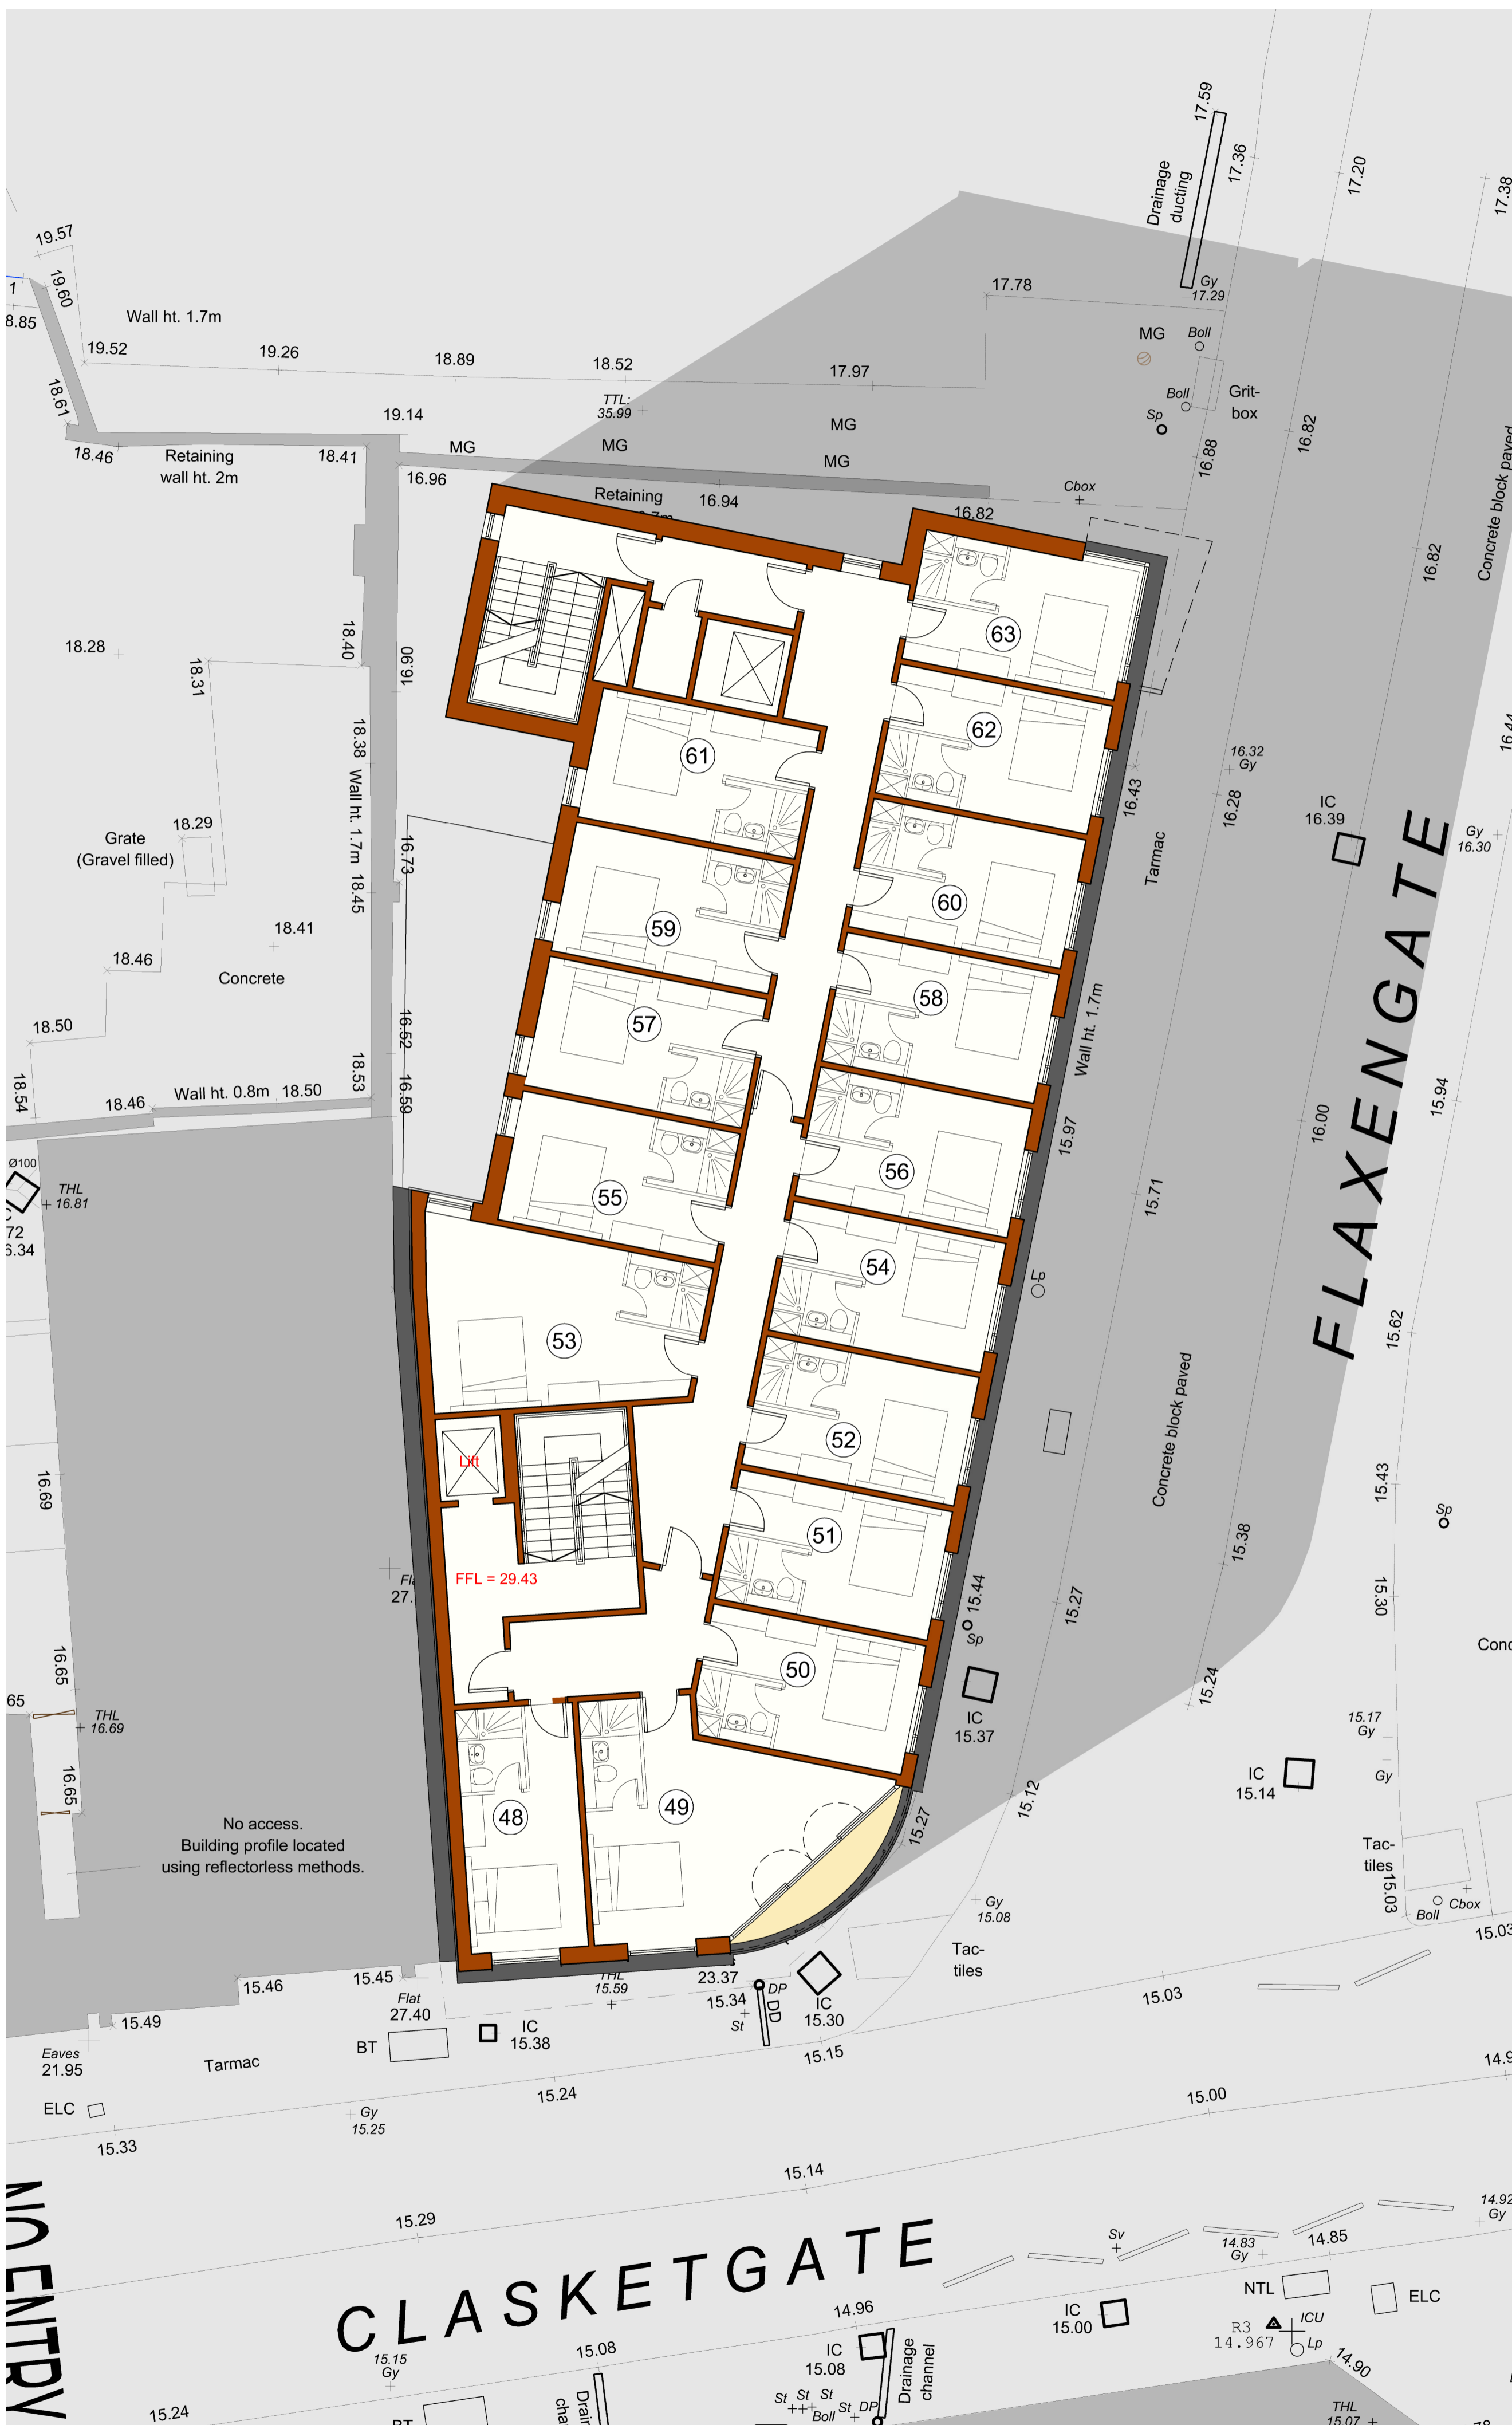 17.59
17.36
17.20
17.38
Drainage
ducting
19.57
19.60
1
8.85
Wall ht. 1.7m
Gy
17.29
17.78
MG
Boll
19.52
19.26
18.89
18.52
17.97
18.61
TTL:
35.99
Boll
Grit-
box
Sp
19.14
MG
MG
MG
MG
16.82
18.46
Retaining
wall ht. 2m
18.41
16.96
Retaining
16.94
16.88
Cbox
16.82
16.82
Concrete block paved
18.28
18.31
18.40
16.90
63
62
61
60
59
58
57
56
55
54
53
52
51
50
49
48
16.32
Gy
16.28
16.43
IC
16.39
Gy
16.30
16.44
18.38
Wall ht. 1.7m
18.45
Grate
(Gravel filled)
18.29
16.73
Tarmac
FLAXENGATE
18.41
18.46
Concrete
18.50
16.52
Wall ht. 1.7m
18.54
18.46
Wall ht. 0.8m
18.50
18.53
16.59
15.97
16.00
15.94
Ø100
THL
16.81
72
6.34
15.71
Lp
15.62
Concrete block paved
16.69
Lift
FFL = 29.43
27.
15.43
Sp
15.38
15.44
Sp
15.27
15.30
16.65
65
THL
16.69
16.65
IC
15.37
15.24
15.17
Gy
Gy
IC
15.14
No access.
Building profile located
using reflectorless methods.
15.27
15.12
Tac-
tiles
15.03
Boll
Cbox
15.03
Gy
15.08
Tac-
tiles
15.46
15.45
Flat
27.40
THL
15.59
23.37
15.34
St
DP
DD
IC
15.30
15.03
15.49
Eaves
21.95
Tarmac
BT
IC
15.38
15.15
ELC
15.24
15.00
Gy
15.25
15.33
15.14
15.29
CLASKETGATE
NO ENTRY
14.92
Gy
Sv
14.83
Gy
14.85
NTL
ELC
IC
15.00
R3
14.967
ICU
Lp
14.96
14.90
IC
15.08
Drainage
channel
15.08
15.15
Gy
15.24
St
St
St
St
DP
Boll
THL
15.07